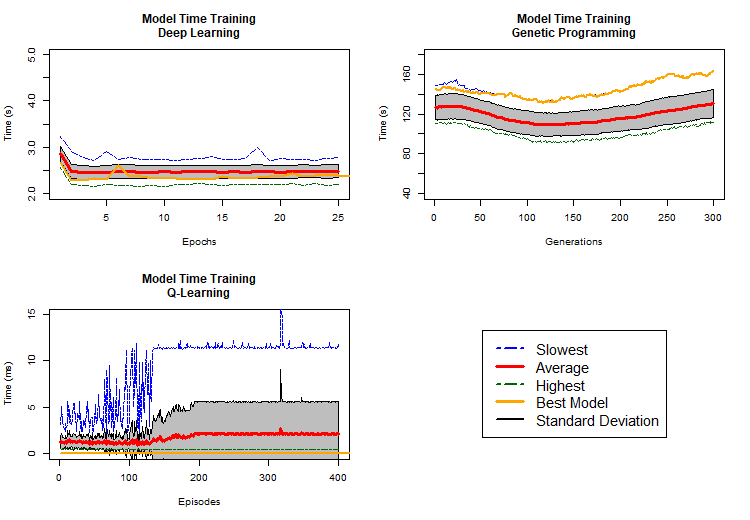 Model Time Training
Deep Learning
Time (s)
5.0
4.0
3.0
2.0
5
10
15
20
25
Epochs
Model Time Training
Genetic Programming
Time (s)
160
120
80
40
0
50
100
150
200
250
300
Generations
Model Time Training
Q-Learning
Time (ms)
15
10
5
0
0
100
200
300
400
Episodes
Slowest
Average
Highest
Best Model
Standard Deviation